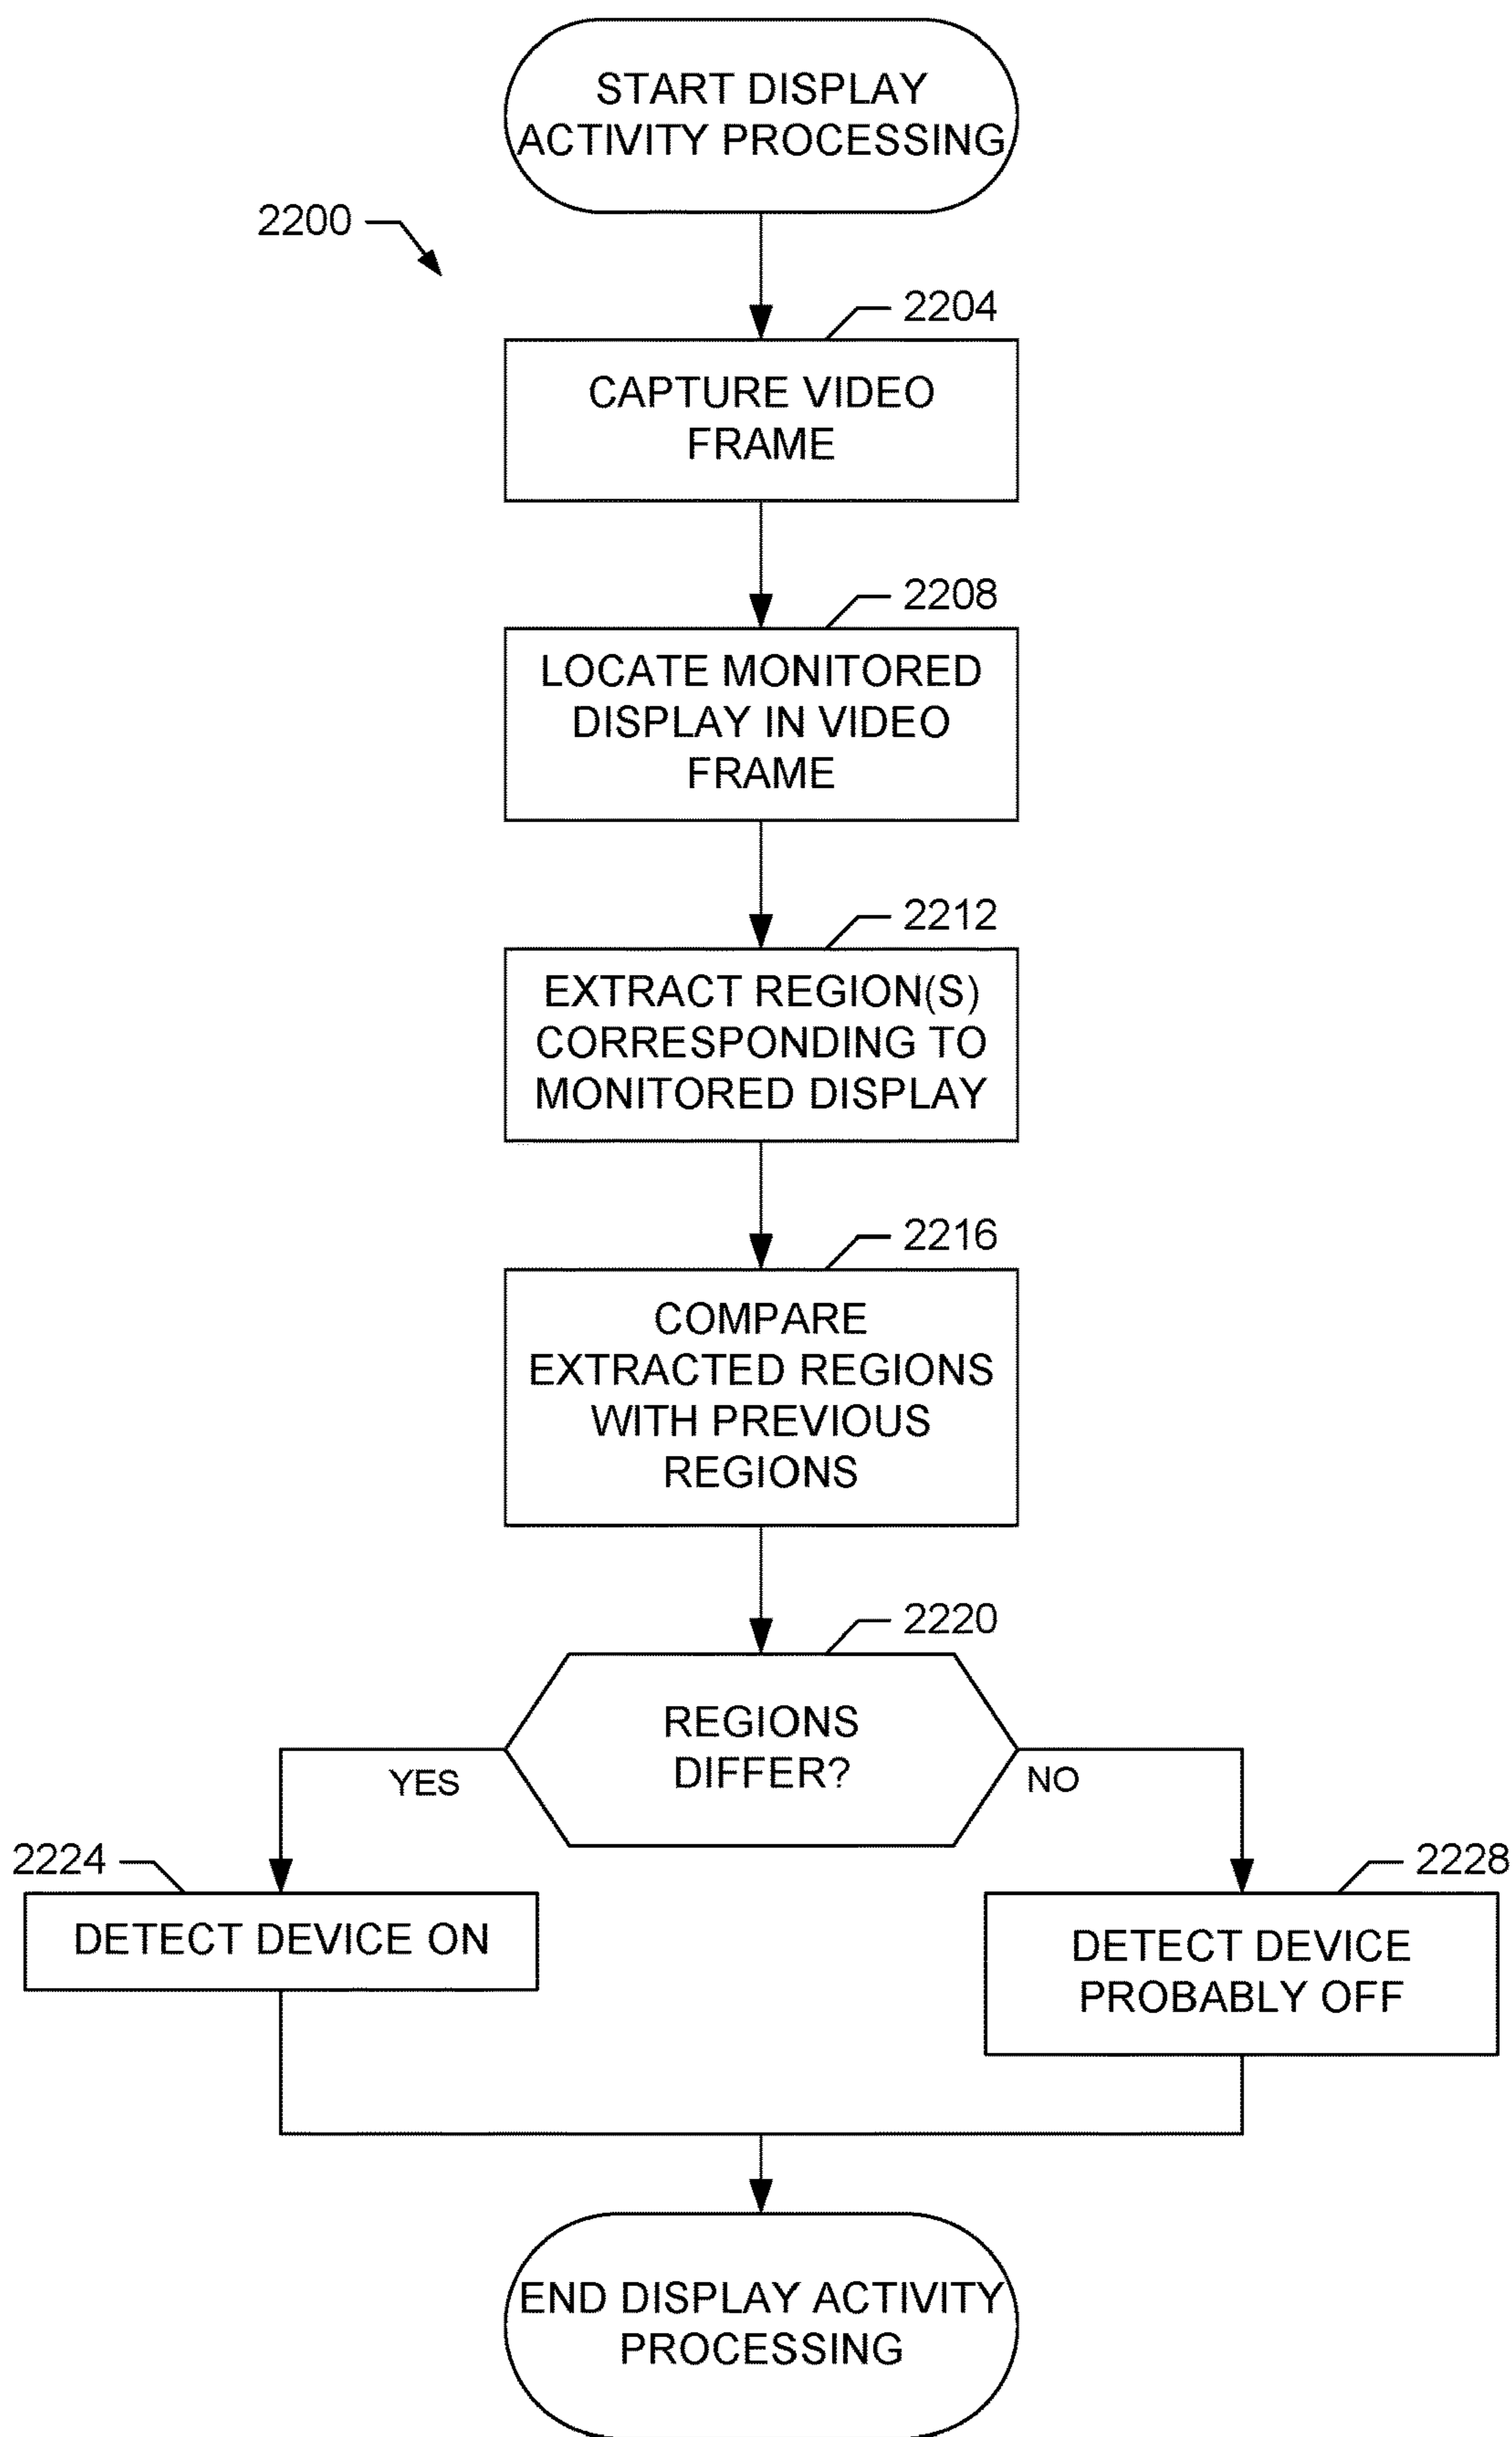 START DISPLAY
ACTIVITY PROCESSING
2200
2204
CAPTURE VIDEO
FRAME
2208
LOCATE MONITORED
DISPLAY IN VIDEO
FRAME
2212
EXTRACT REGION(S)
CORRESPONDING TO
MONITORED DISPLAY
2216
COMPARE
EXTRACTED REGIONS
WITH PREVIOUS
REGIONS
2220
REGIONS
DIFFER?
YES
NO
2224
DETECT DEVICE ON
2228
DETECT DEVICE
PROBABLY OFF
END DISPLAY ACTIVITY
PROCESSING